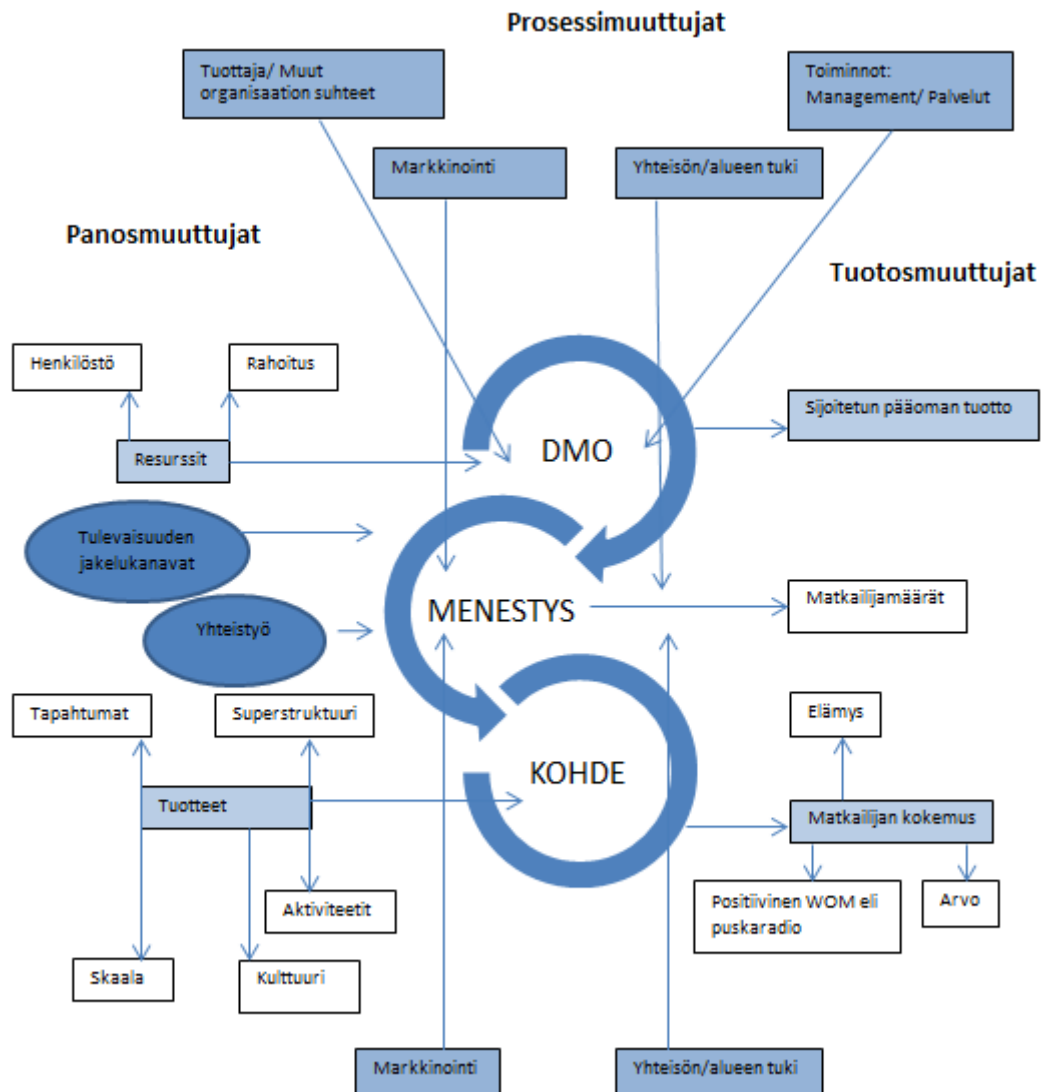 Prosessimuuttujat
Tuottaja/ Muut
organisaation suhteet
Toiminnot:
Management/ Palvelut
Markkinointi
Yhteisön/alueen tuki
Panosmuuttujat
Tuotosmuuttujat
Henkilöstö
Rahoitus
Sijoitetun pääoman tuotto
Resurssit
DMO
Tulevaisuuden
jakelukanavat
Yhteistyö
MENESTYS
Matkailijamäärät
Tapahtumat
Superstruktuuri
Elämys
KOHDE
Tuotteet
Matkailijan kokemus
Aktiviteetit
Positiivinen WOM eli
puskaradio
Arvo
Skaala
Kulttuuri
Markkinointi
Yhteisön/alueen tuki